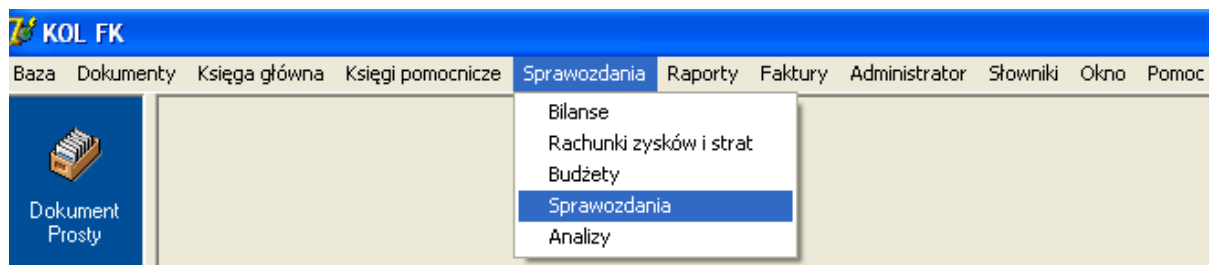 KOL FK
Baza Dokumenty Księga główna Księgi pomocnicze Sprawozdania Raporty Faktury Administrator Słowniki Okno Pomoc
Bilanse
Rachunki zysków i strat
Budżety
Sprawozdania
Analizy
Dokument
Prosty